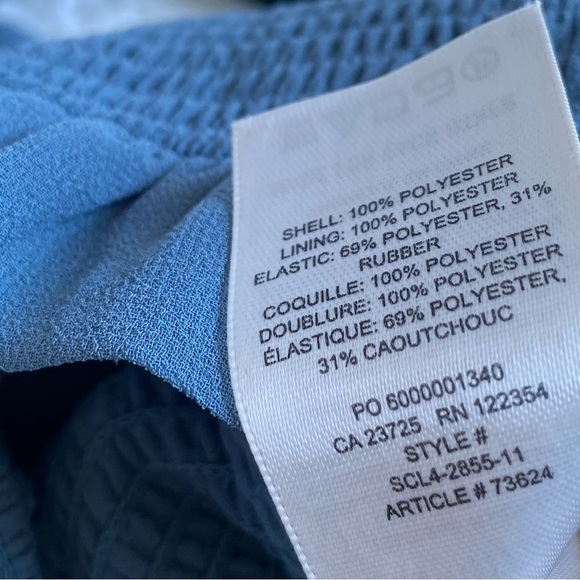 SHELL: 100% POLYESTER
LINING: 100% POLYESTER
ELASTIC: 69% POLYESTER, 31%
RUBBER
COQUILLE: 100% POLYESTER
DOUBLURE: 100% POLYESTER
ÉLASTIQUE: 69% POLYESTER,
31% CAOUTCHOUC
PO 6000001340
CA 23725 RN 122354
STYLE #
SCL4-2855-11
ARTICLE # 73624